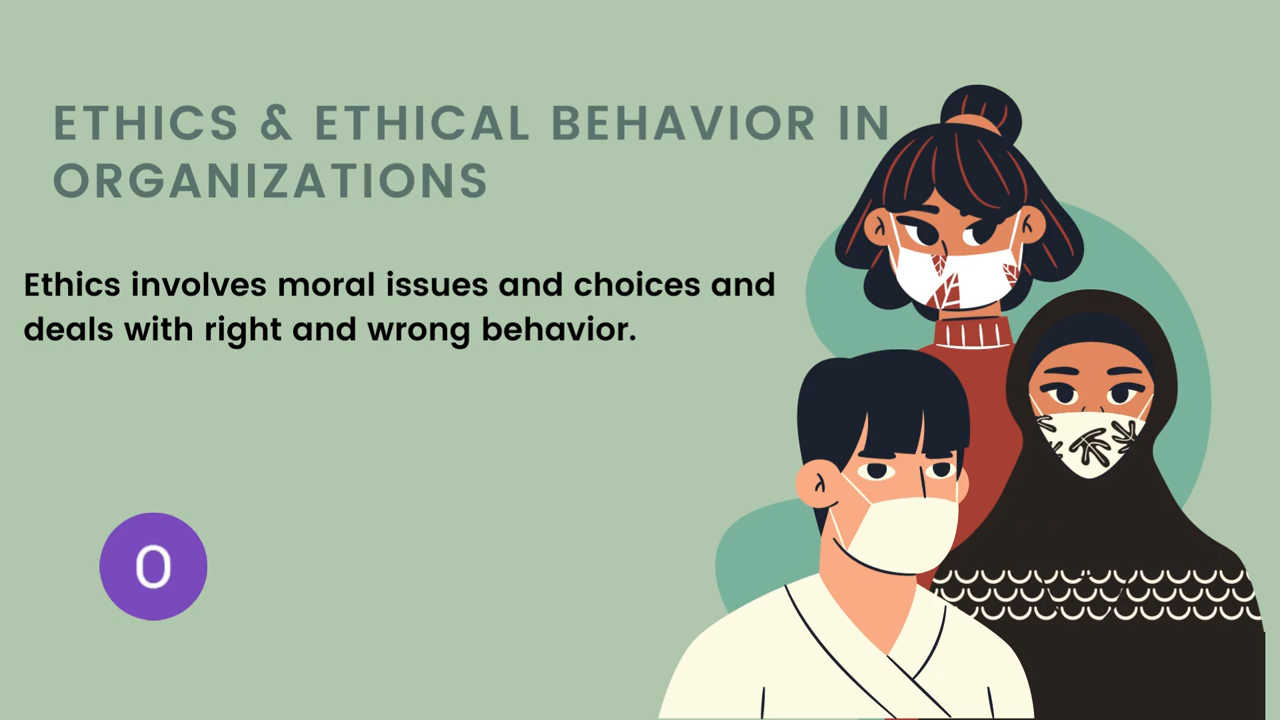 ETHICS & ETHICAL BEHAVIOR IN
ORGANIZATIONS
Ethics involves moral issues and choices and
deals with right and wrong behavior.
O